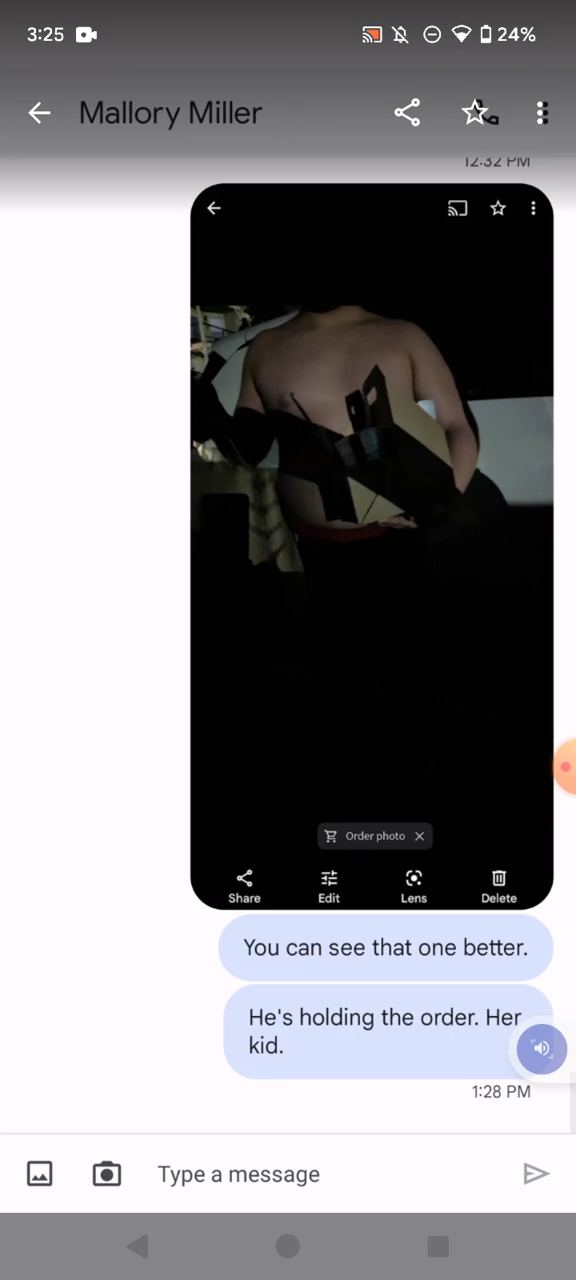 3:25
24%
Mallory Miller
12:32 PM
Order photo
Share Edit Lens Delete
You can see that one better.
He's holding the order. Her
kid.
1:28 PM
Type a message